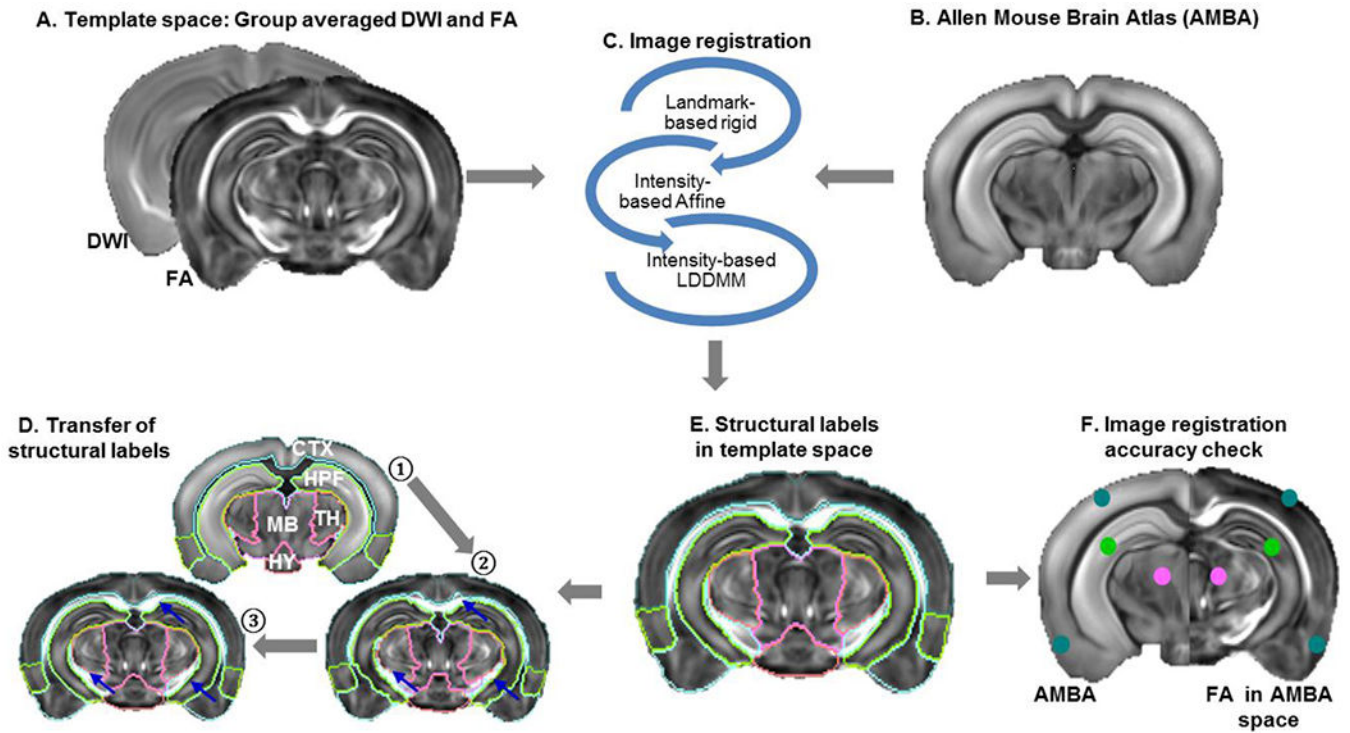 A. Template space: Group averaged DWI and FA
DWI
FA
C. Image registration
Landmark-
based rigid
Intensity-
based Affine
Intensity-based
LDDMM
B. Allen Mouse Brain Atlas (AMBA)
D. Transfer of
structural labels
CTX
HPF
MB
TH
HY
①
②
③
E. Structural labels
in template space
F. Image registration
accuracy check
AMBA
FA in AMBA
space